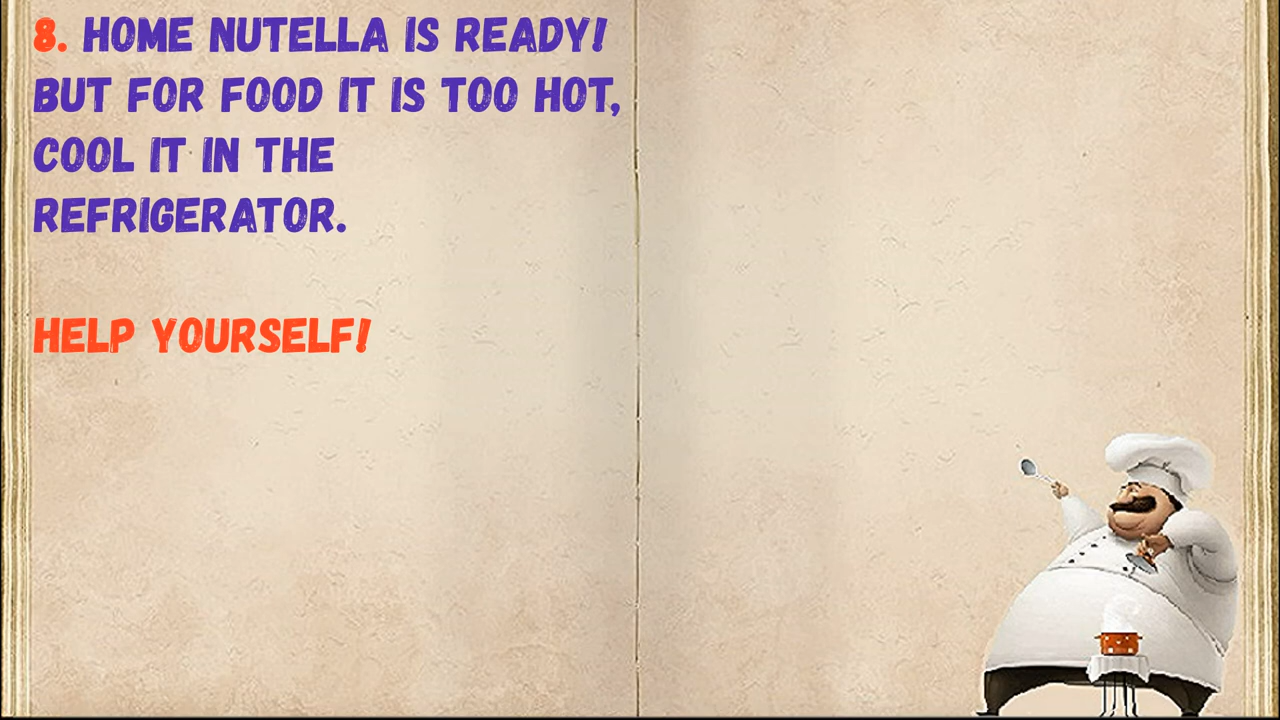 8. HOME NUTELLA IS READY!
BUT FOR FOOD IT IS TOO HOT,
COOL IT IN THE
REFRIGERATOR.
HELP YOURSELF!